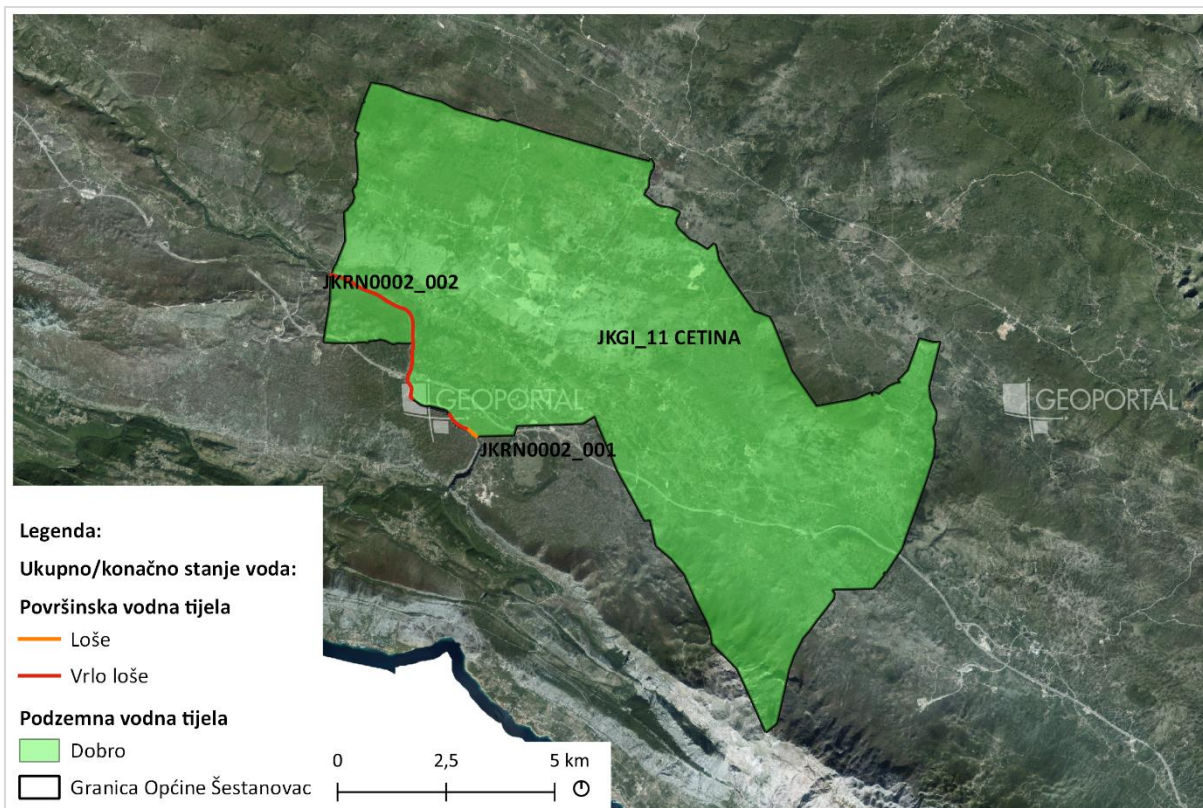 JKRN0002_002
JKGI_11 CETINA
GEOPORTAL
GEOPORTAL
JKRN0002_001
Legenda:
Ukupno/konačno stanje voda:
Površinska vodna tijela
Loše
Vrlo loše
Podzemna vodna tijela
Dobro
Granica Općine Šestanovac
0 2,5 5 km